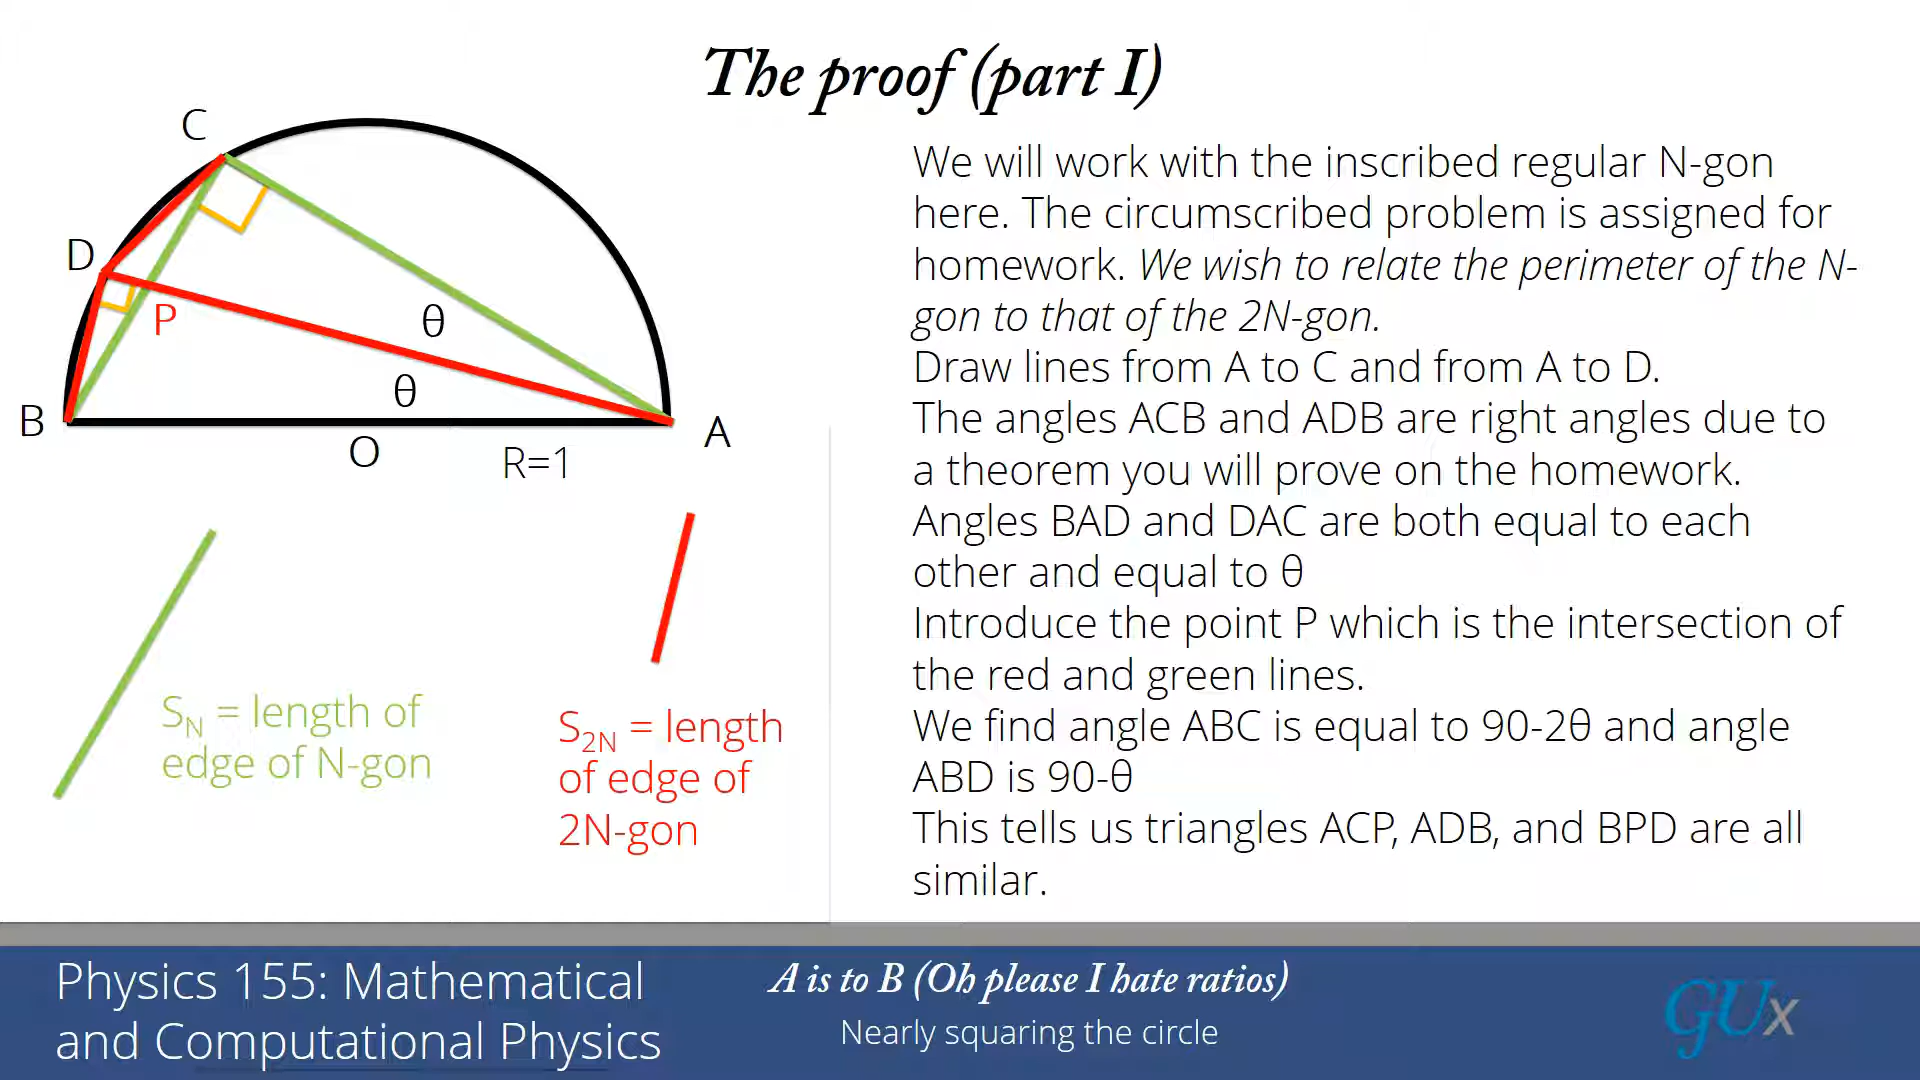 The proof (part I)
C
D
P
θ
θ
B
O
A
R=1
S_N = length of
edge of N-gon
S_2N = length
of edge of
2N-gon
We will work with the inscribed regular N-gon
here. The circumscribed problem is assigned for
homework. We wish to relate the perimeter of the N-
gon to that of the 2N-gon.
Draw lines from A to C and from A to D.
The angles ACB and ADB are right angles due to
a theorem you will prove on the homework.
Angles BAD and DAC are both equal to each
other and equal to θ
Introduce the point P which is the intersection of
the red and green lines.
We find angle ABC is equal to 90-2θ and angle
ABD is 90-θ
This tells us triangles ACP, ADB, and BPD are all
similar.
Physics 155: Mathematical
and Computational Physics
A is to B (Oh please I hate ratios)
Nearly squaring the circle
GUx